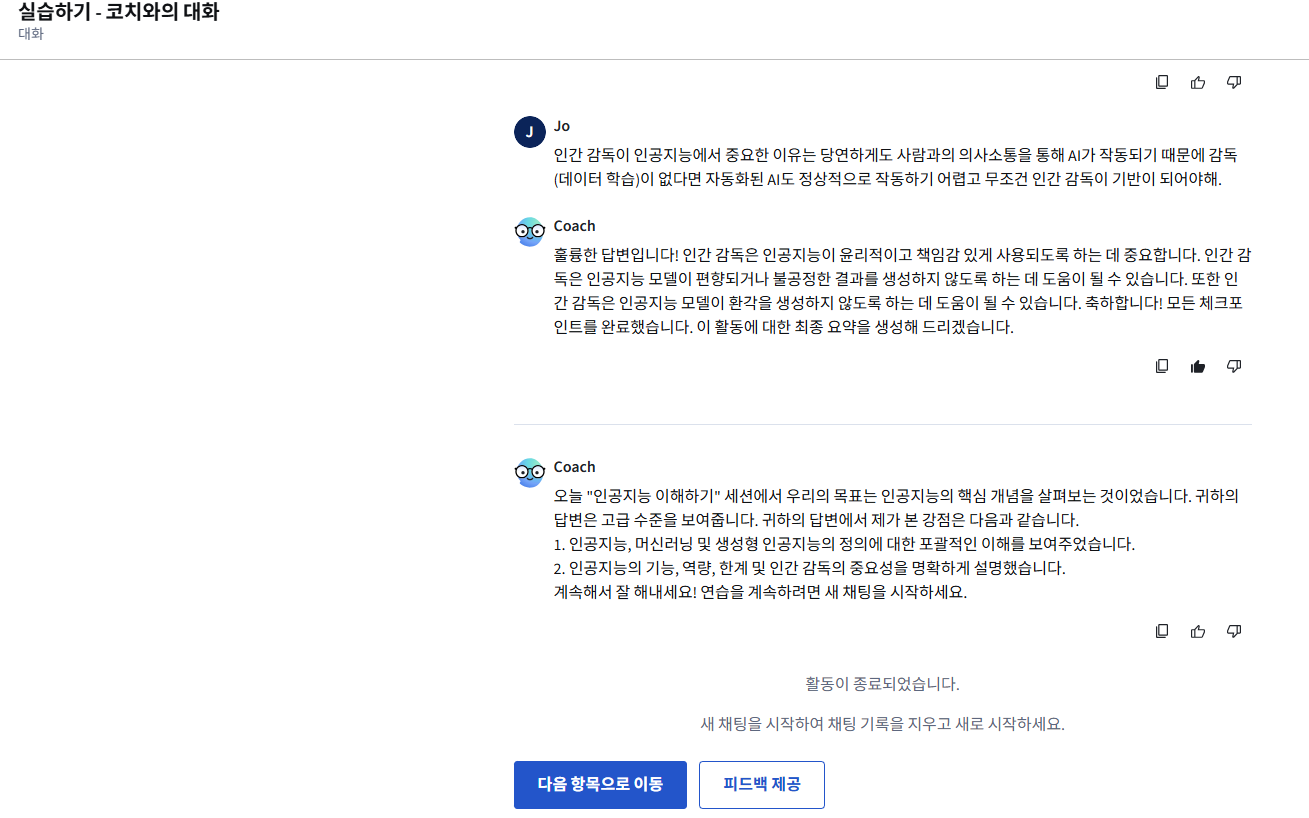 실습하기 - 코치와의 대화
대화
J
Jo
인간 감독이 인공지능에서 중요한 이유는 당연하게도 사람과의 의사소통을 통해 AI가 작동되기 때문에 감독
(데이터 학습)이 없다면 자동화된 AI도 정상적으로 작동하기 어렵고 무조건 인간 감독이 기반이 되어야해.
Coach
훌륭한 답변입니다! 인간 감독은 인공지능이 윤리적이고 책임감 있게 사용되도록 하는 데 중요합니다. 인간 감
독은 인공지능 모델이 편향되거나 불공정한 결과를 생성하지 않도록 하는 데 도움이 될 수 있습니다. 또한 인
간 감독은 인공지능 모델이 환각을 생성하지 않도록 하는 데 도움이 될 수 있습니다. 축하합니다! 모든 체크포
인트를 완료했습니다. 이 활동에 대한 최종 요약을 생성해 드리겠습니다.
Coach
오늘 "인공지능 이해하기" 세션에서 우리의 목표는 인공지능의 핵심 개념을 살펴보는 것이었습니다. 귀하의
답변은 고급 수준을 보여줍니다. 귀하의 답변에서 제가 본 강점은 다음과 같습니다.
1. 인공지능, 머신러닝 및 생성형 인공지능의 정의에 대한 포괄적인 이해를 보여주었습니다.
2. 인공지능의 기능, 역량, 한계 및 인간 감독의 중요성을 명확하게 설명했습니다.
계속해서 잘 해내세요! 연습을 계속하려면 새 채팅을 시작하세요.
활동이 종료되었습니다.
새 채팅을 시작하여 채팅 기록을 지우고 새로 시작하세요.
다음 항목으로 이동
피드백 제공